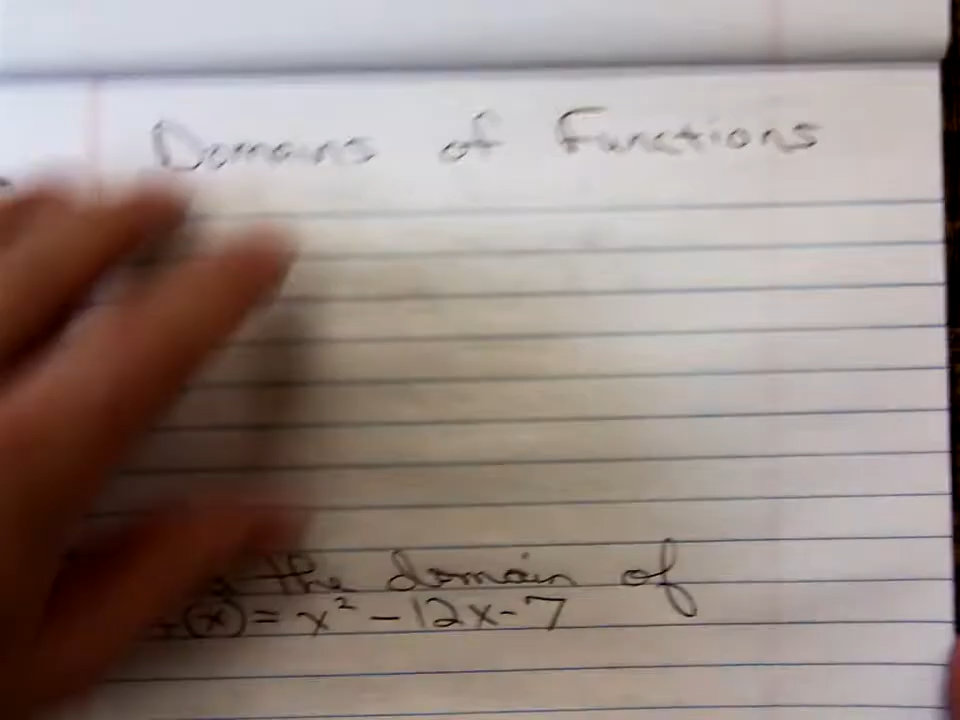 Domains of Functions
the domain of
(x) = x² - 12x - 7